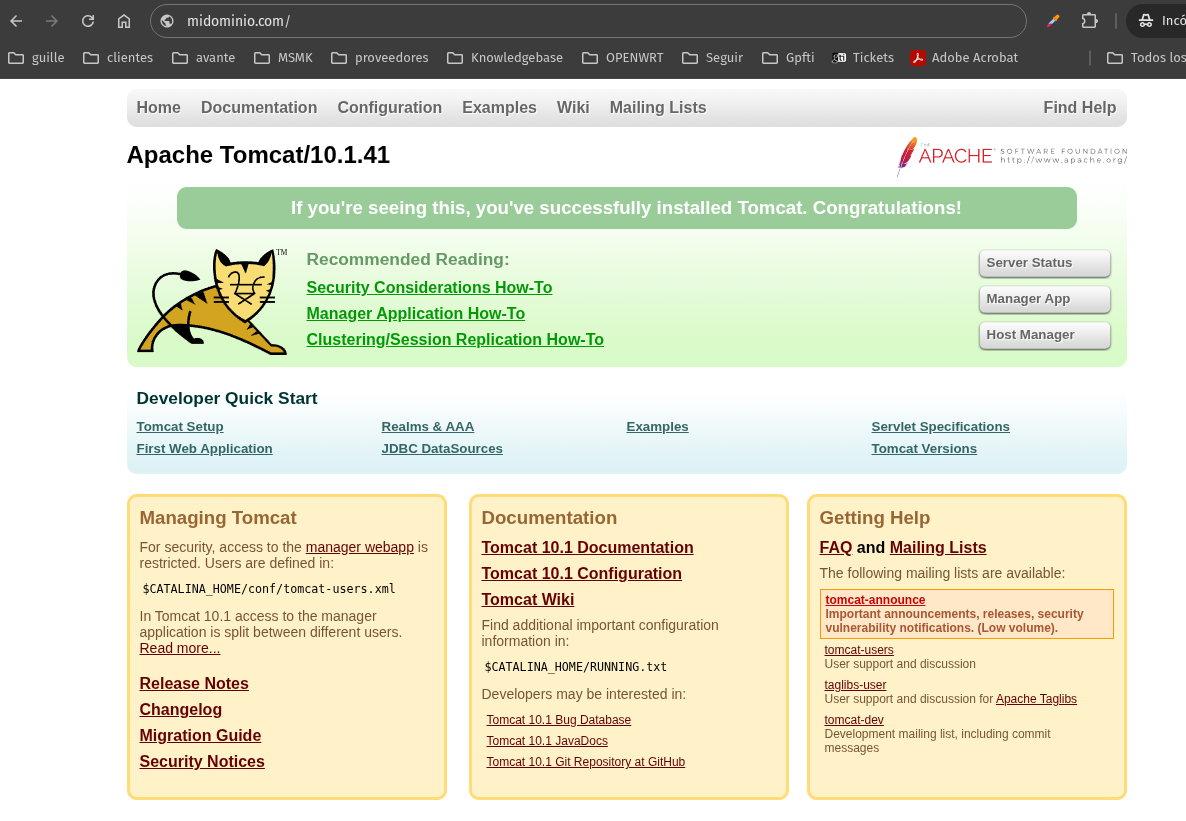 midominio.com/
Incó
guille clientes avante MSMK proveedores Knowledgebase OPENWRT Seguir Gpfti Tickets Adobe Acrobat Todos los
Home Documentation Configuration Examples Wiki Mailing Lists Find Help
Apache Tomcat/10.1.41
APACHE SOFTWARE FOUNDATION
http://www.apache.org/
If you're seeing this, you've successfully installed Tomcat. Congratulations!
TM
Recommended Reading:
Security Considerations How-To
Manager Application How-To
Clustering/Session Replication How-To
Server Status
Manager App
Host Manager
Developer Quick Start
Tomcat Setup
First Web Application
Realms & AAA
JDBC DataSources
Examples
Servlet Specifications
Tomcat Versions
Managing Tomcat
For security, access to the manager webapp is
restricted. Users are defined in:
$CATALINA_HOME/conf/tomcat-users.xml
In Tomcat 10.1 access to the manager
application is split between different users.
Read more...
Release Notes
Changelog
Migration Guide
Security Notices
Documentation
Tomcat 10.1 Documentation
Tomcat 10.1 Configuration
Tomcat Wiki
Find additional important configuration
information in:
$CATALINA_HOME/RUNNING.txt
Developers may be interested in:
Tomcat 10.1 Bug Database
Tomcat 10.1 JavaDocs
Tomcat 10.1 Git Repository at GitHub
Getting Help
FAQ and Mailing Lists
The following mailing lists are available:
tomcat-announce
Important announcements, releases, security
vulnerability notifications. (Low volume).
tomcat-users
User support and discussion
taglibs-user
User support and discussion for Apache Taglibs
tomcat-dev
Development mailing list, including commit
messages